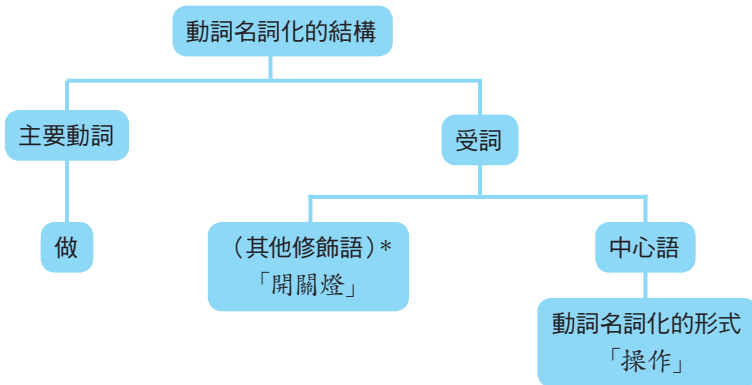 動詞名詞化的結構
主要動詞
受詞
做
（其他修飾語）*
「開關燈」
中心語
動詞名詞化的形式
「操作」